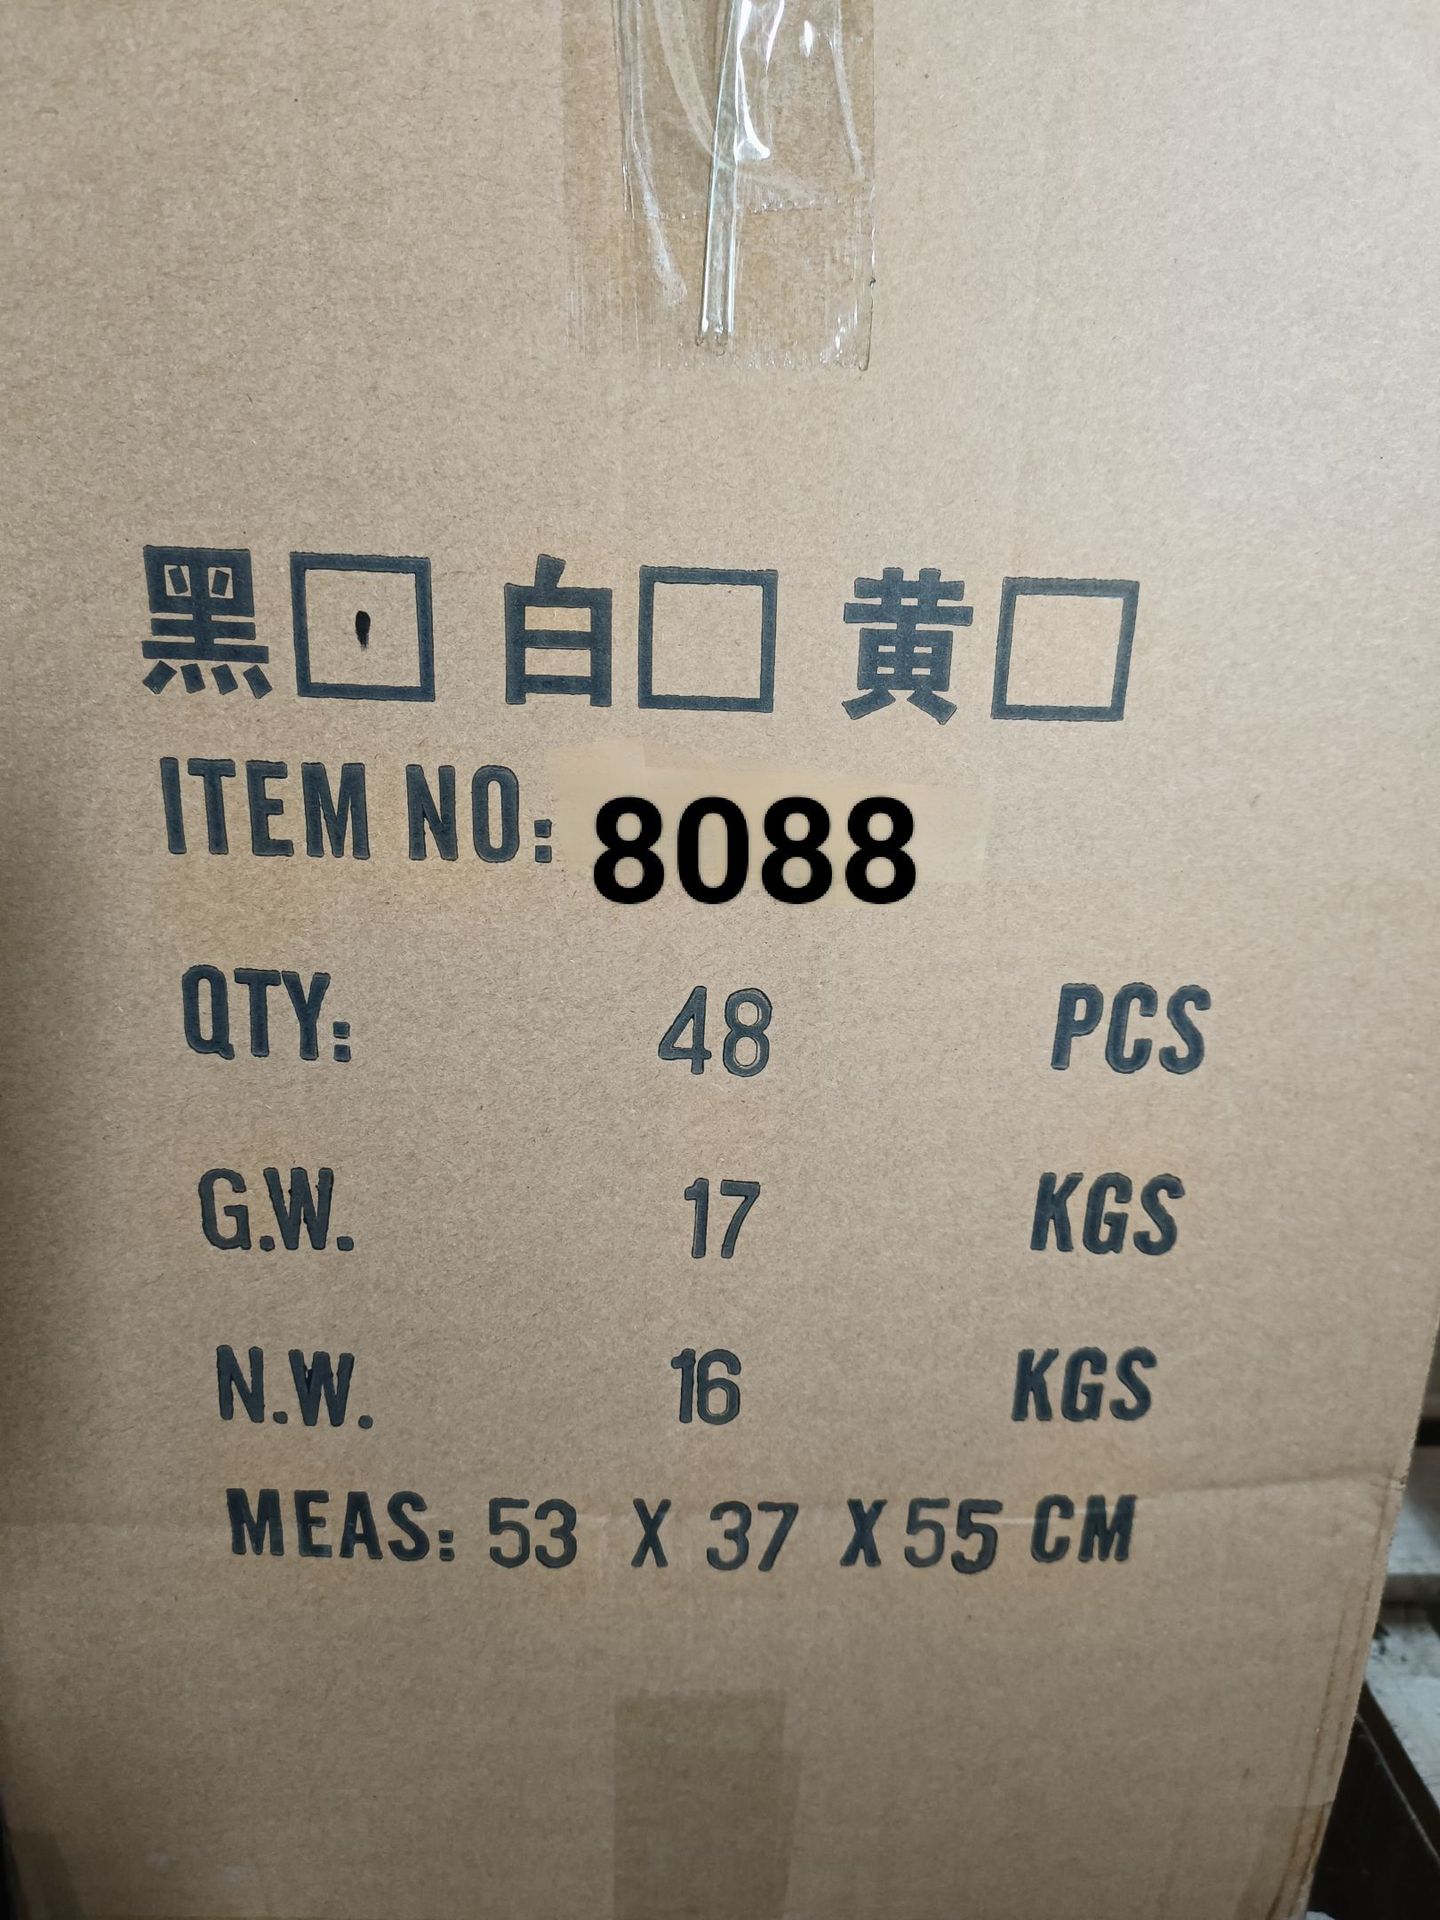 黑 白 黄
ITEM NO: 8088
QTY: 48 PCS
G.W. 17 KGS
N.W. 16 KGS
MEAS: 53 X 37 X 55 CM